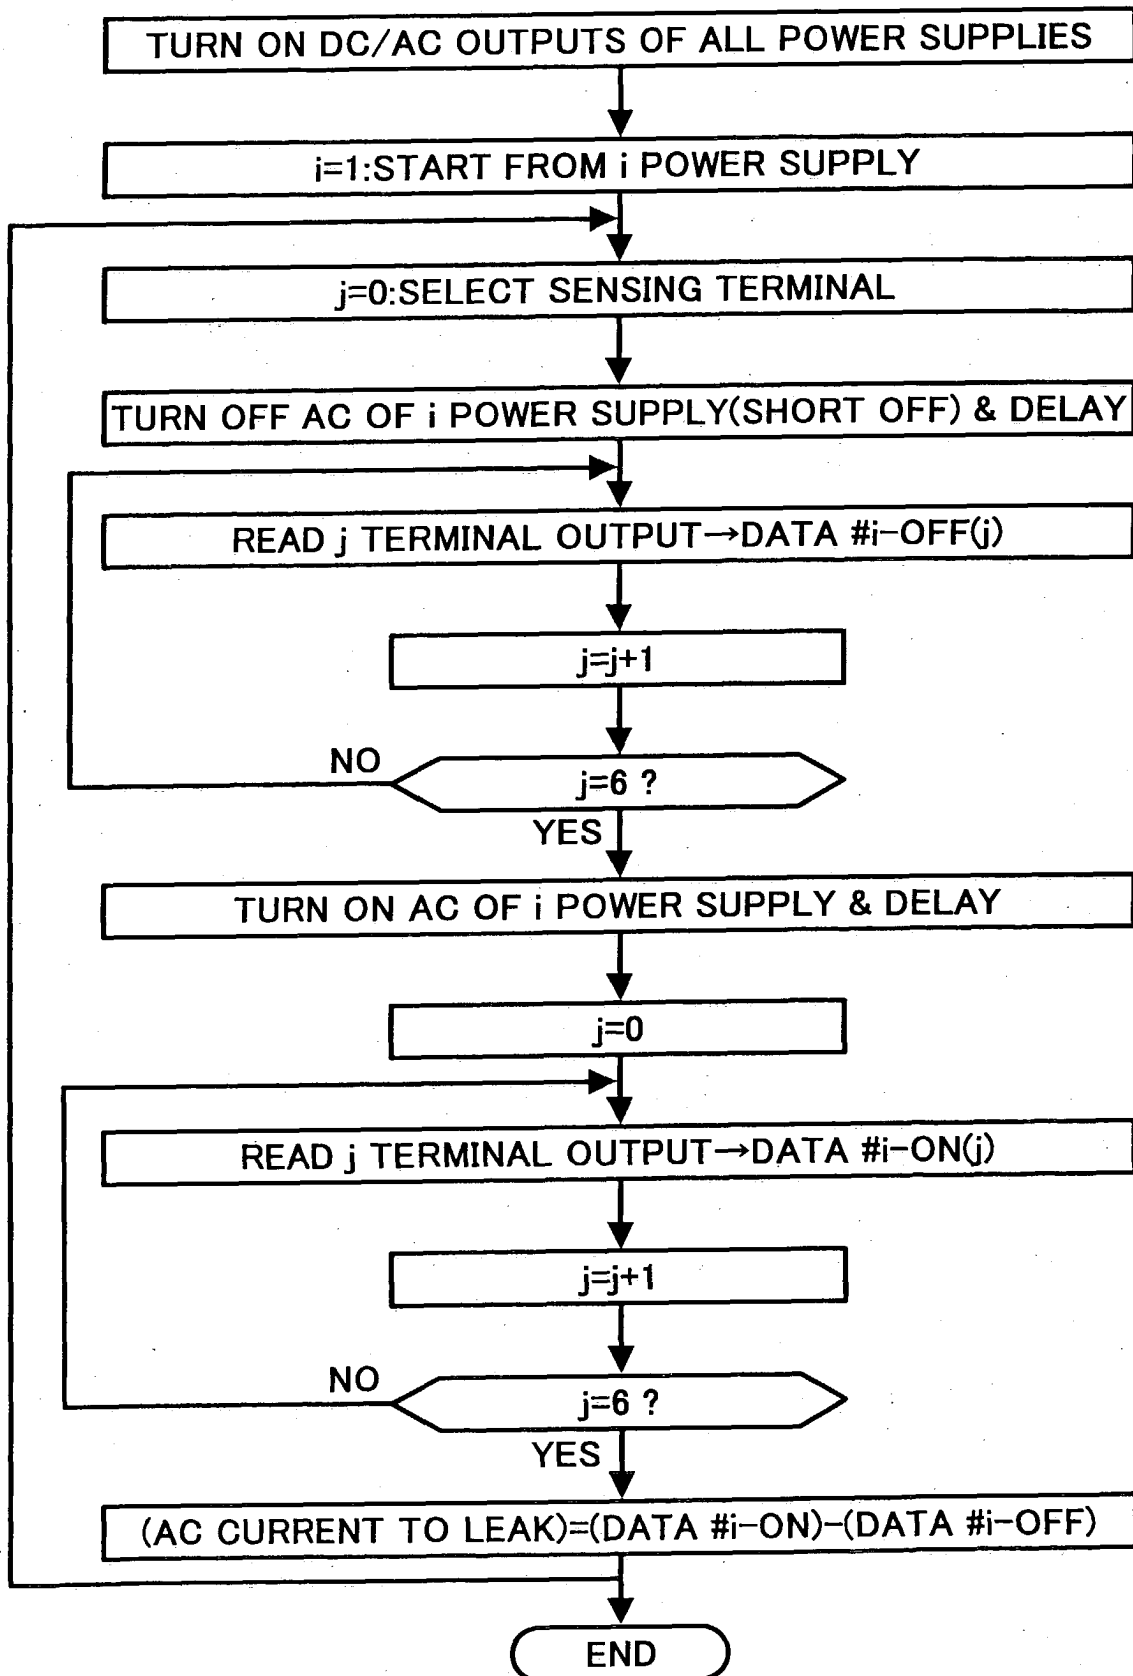 TURN ON DC/AC OUTPUTS OF ALL POWER SUPPLIES
i=1:START FROM i POWER SUPPLY
j=0:SELECT SENSING TERMINAL
TURN OFF AC OF i POWER SUPPLY(SHORT OFF) & DELAY
READ j TERMINAL OUTPUT→DATA #i-OFF(j)
j=j+1
NO
j=6 ?
YES
TURN ON AC OF i POWER SUPPLY & DELAY
j=0
READ j TERMINAL OUTPUT→DATA #i-ON(j)
j=j+1
NO
j=6 ?
YES
(AC CURRENT TO LEAK)=(DATA #i-ON)-(DATA #i-OFF)
END